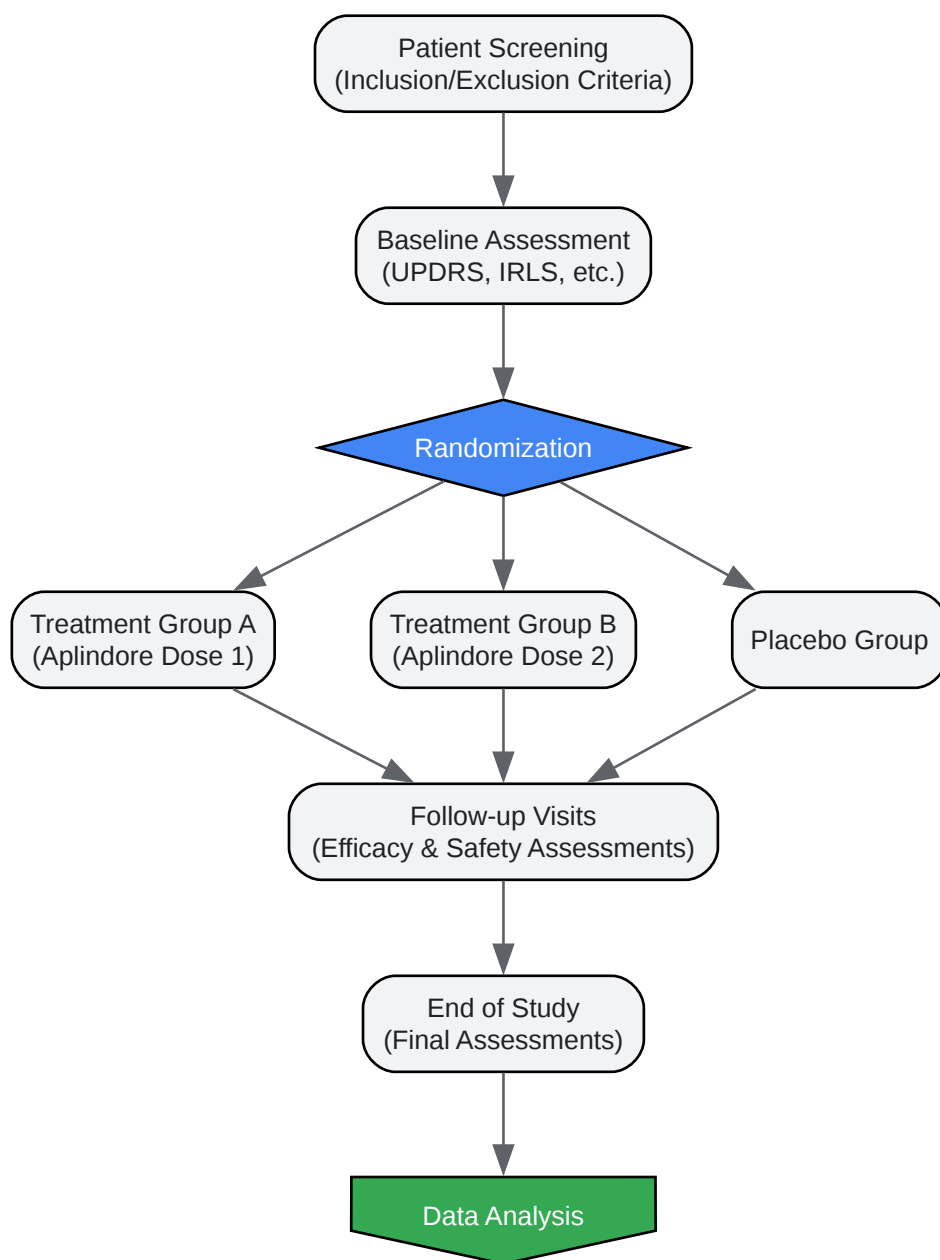 Patient Screening
(Inclusion/Exclusion Criteria)
Baseline Assessment
(UPDRS, IRLS, etc.)
Randomization
Treatment Group A
(Aplindore Dose 1)
Treatment Group B
(Aplindore Dose 2)
Placebo Group
Follow-up Visits
(Efficacy & Safety Assessments)
End of Study
(Final Assessments)
Data Analysis